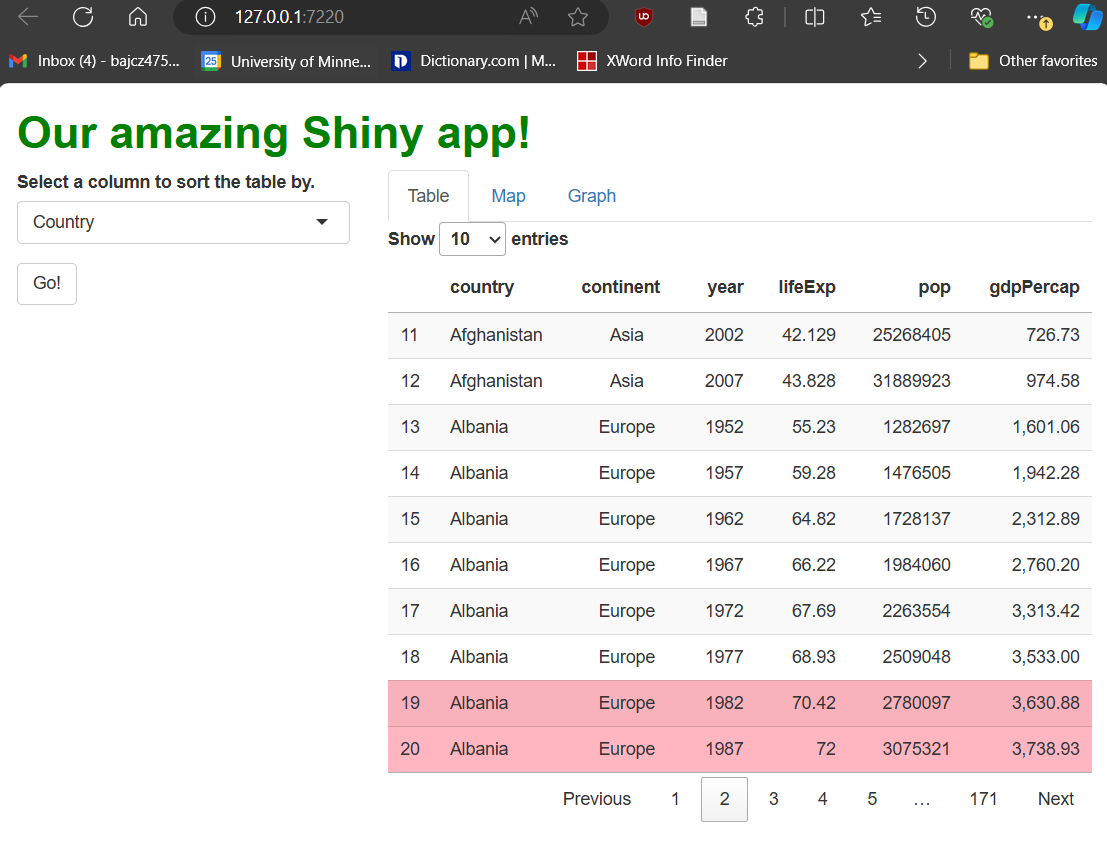 127.0.0.1:7220
Inbox (4) - bajcz475... 25 University of Minne... D Dictionary.com | M... XWord Info Finder Other favorites
Our amazing Shiny app!
Select a column to sort the table by.
Country
Go!
Table Map Graph
Show 10 entries
country continent year lifeExp pop gdpPercap
11 Afghanistan Asia 2002 42.129 25268405 726.73
12 Afghanistan Asia 2007 43.828 31889923 974.58
13 Albania Europe 1952 55.23 1282697 1,601.06
14 Albania Europe 1957 59.28 1476505 1,942.28
15 Albania Europe 1962 64.82 1728137 2,312.89
16 Albania Europe 1967 66.22 1984060 2,760.20
17 Albania Europe 1972 67.69 2263554 3,313.42
18 Albania Europe 1977 68.93 2509048 3,533.00
19 Albania Europe 1982 70.42 2780097 3,630.88
20 Albania Europe 1987 72 3075321 3,738.93
Previous 1 2 3 4 5 … 171 Next